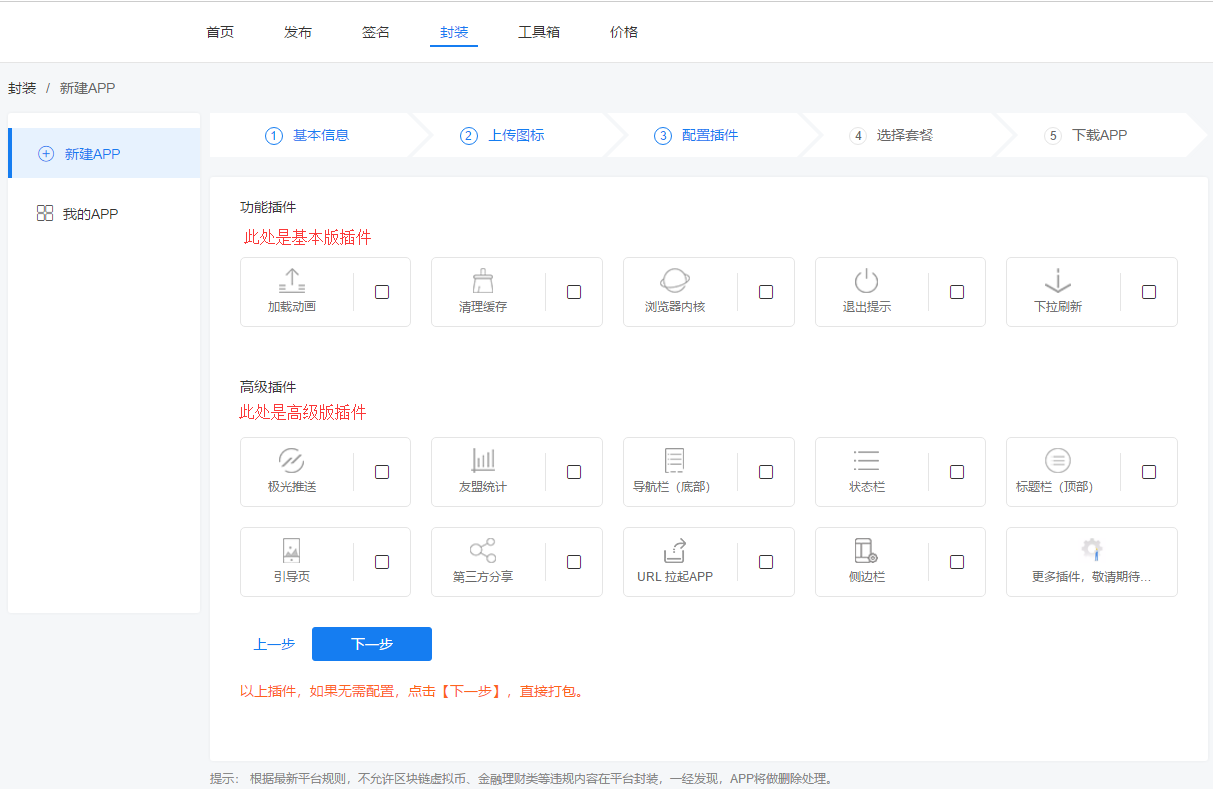 首页 发布 签名 封装 工具箱 价格
封装 / 新建APP
新建APP
我的APP
1 基本信息 2 上传图标 3 配置插件 4 选择套餐 5 下载APP
功能插件
此处是基本版插件
加载动画 清理缓存 浏览器内核 退出提示 下拉刷新
高级插件
此处是高级版插件
极光推送 友盟统计 导航栏（底部） 状态栏 标题栏（顶部）
引导页 第三方分享 URL 拉起APP 侧边栏 更多插件，敬请期待...
上一步 下一步
以上插件，如果无需配置，点击【下一步】，直接打包。
提示： 根据最新平台规则，不允许区块链虚拟币、金融理财类等违规内容在平台封装，一经发现，APP将做删除处理。